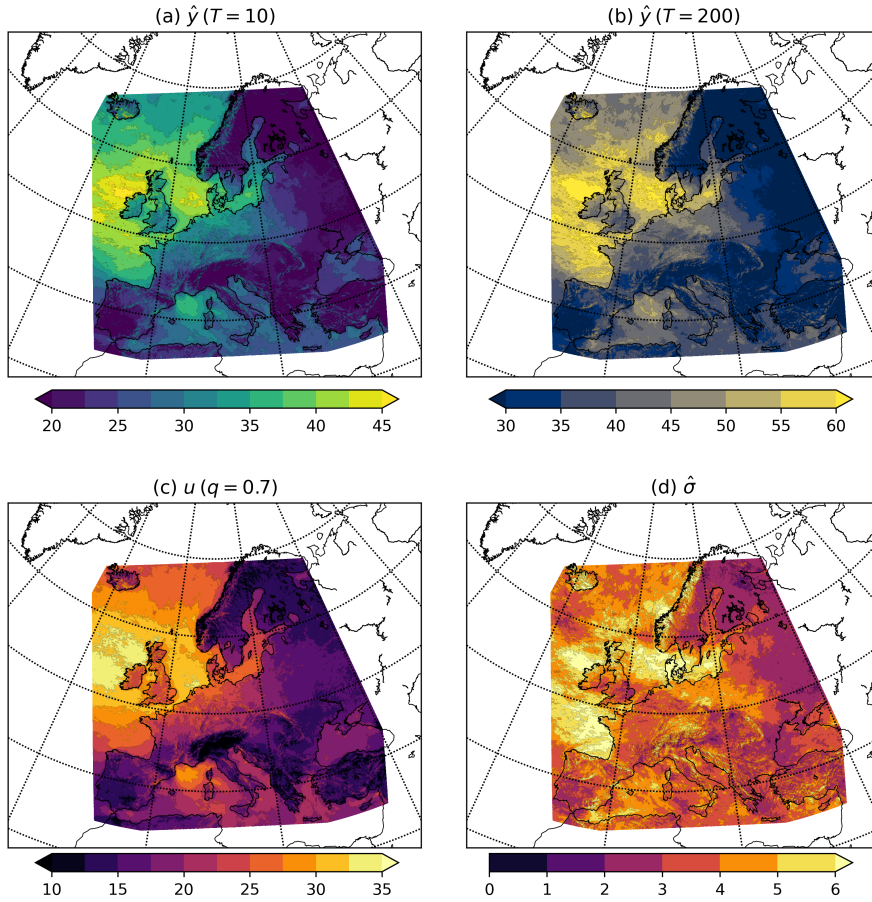 (a) ŷ (T = 10)
(b) ŷ (T = 200)
20 25 30 35 40 45
30 35 40 45 50 55 60
(c) u (q = 0.7)
(d) σ̂
10 15 20 25 30 35
0 1 2 3 4 5 6